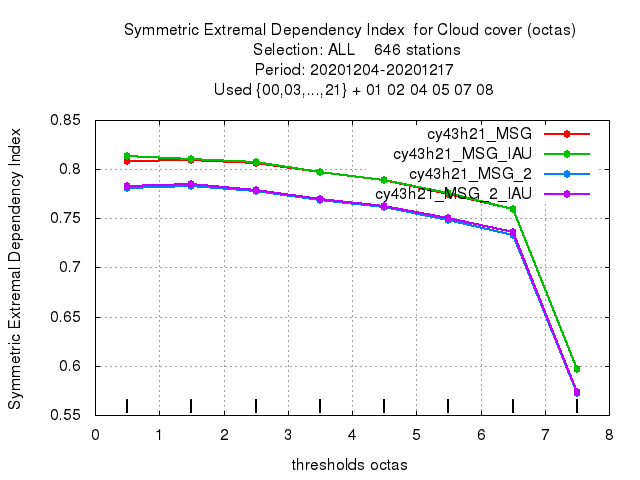 Symmetric Extremal Dependency Index  for Cloud cover (octas)
Selection: ALL    646 stations
Period: 20201204-20201217
Used {00,03,...,21} + 01 02 04 05 07 08
Symmetric Extremal Dependency Index
0.85
0.8
0.75
0.7
0.65
0.6
0.55
cy43h21_MSG
cy43h21_MSG_IAU
cy43h21_MSG_2
cy43h21_MSG_2_IAU
0 1 2 3 4 5 6 7 8
thresholds octas